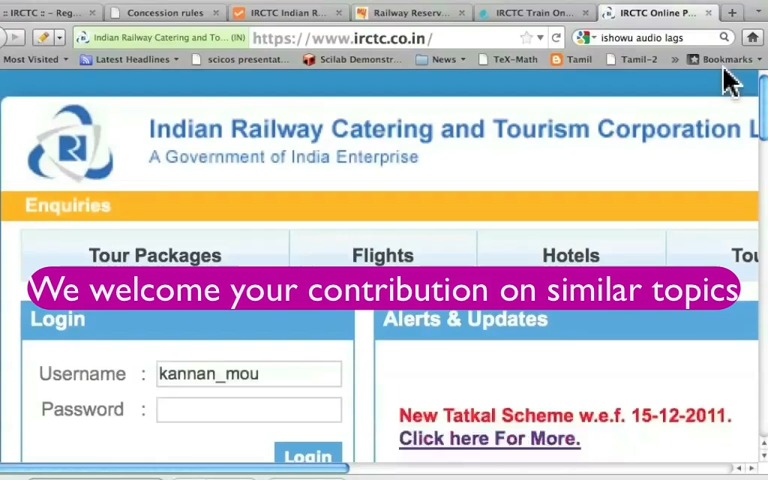 :: IRCTC :: – Reg...
Concession rules
IRCTC Indian R...
Railway Reserv...
IRCTC Train On...
IRCTC Online P...
Indian Railway Catering and To... (IN)
https://www.irctc.co.in/
ishowu audio lags
Most Visited
Latest Headlines
scicos presentat...
Scilab Demonstr...
News
TeX-Math
Tamil
Tamil-2
»
Bookmarks
Indian Railway Catering and Tourism Corporation L
A Government of India Enterprise
Enquiries
Tour Packages
Flights
Hotels
Tou
We welcome your contribution on similar topics
Login
Alerts & Updates
Username : kannan_mou
Password :
Login
New Tatkal Scheme w.e.f. 15-12-2011.
Click here For More.